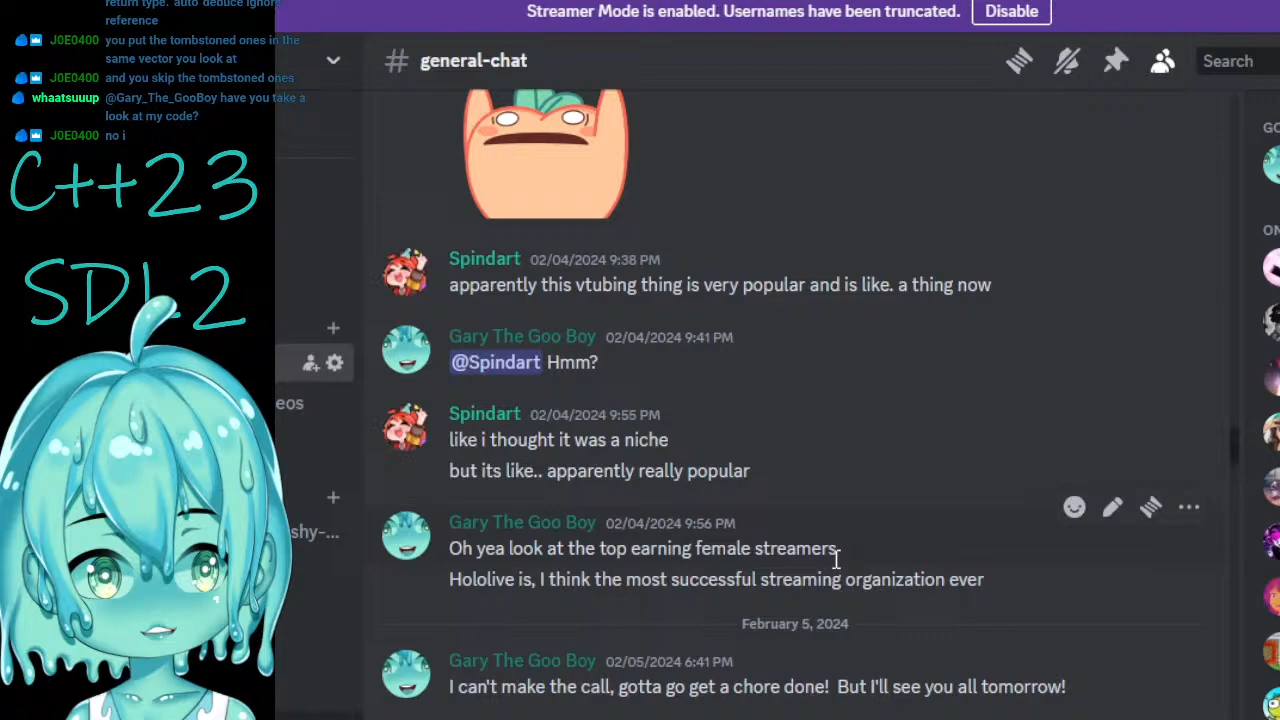 return type. auto deduce ignore
reference
J0E0400 you put the tombstoned ones in the
same vector you look at
J0E0400 and you skip the tombstoned ones
whaatsuuup @Gary_The_GooBoy have you take a
look at my code?
J0E0400 no i
C++23
SDL2
eos
shy-...
Streamer Mode is enabled. Usernames have been truncated. Disable
# general-chat
Search
Spindart 02/04/2024 9:38 PM
apparently this vtubing thing is very popular and is like. a thing now
Gary The Goo Boy 02/04/2024 9:41 PM
@Spindart Hmm?
Spindart 02/04/2024 9:55 PM
like i thought it was a niche
but its like.. apparently really popular
Gary The Goo Boy 02/04/2024 9:56 PM
Oh yea look at the top earning female streamers
Hololive is, I think the most successful streaming organization ever
February 5, 2024
Gary The Goo Boy 02/05/2024 6:41 PM
I can't make the call, gotta go get a chore done! But I'll see you all tomorrow!
GO
ON